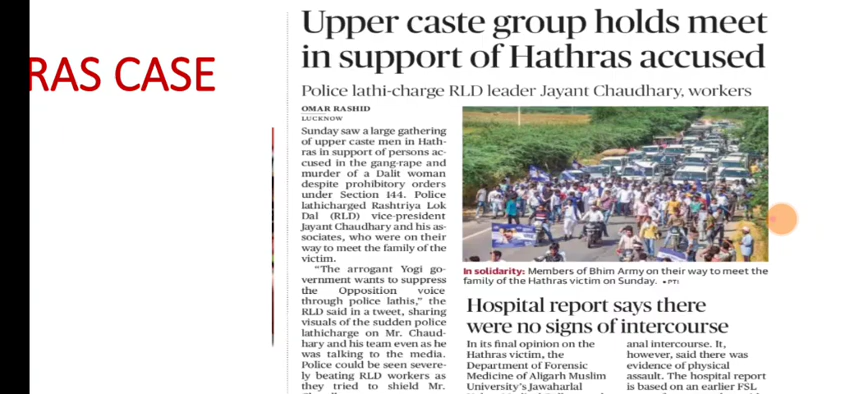 RAS CASE
Upper caste group holds meet
in support of Hathras accused
Police lathi-charge RLD leader Jayant Chaudhary, workers
OMAR RASHID
LUCKNOW
Sunday saw a large gathering
of upper caste men in Hath-
ras in support of persons ac-
cused in the gang-rape and
murder of a Dalit woman
despite prohibitory orders
under Section 144. Police
lathicharged Rashtriya Lok
Dal (RLD) vice-president
Jayant Chaudhary and his as-
sociates, who were on their
way to meet the family of the
victim.
“The arrogant Yogi go-
vernment wants to suppress
the Opposition voice
through police lathis,” the
RLD said in a tweet, sharing
visuals of the sudden police
lathicharge on Mr. Chaud-
hary and his team even as he
was talking to the media.
Police could be seen severe-
ly beating RLD workers as
they tried to shield Mr.
In solidarity: Members of Bhim Army on their way to meet the
family of the Hathras victim on Sunday. • PTI
Hospital report says there
were no signs of intercourse
In its final opinion on the
Hathras victim, the
Department of Forensic
Medicine of Aligarh Muslim
University’s Jawaharlal
anal intercourse. It,
however, said there was
evidence of physical
assault. The hospital report
is based on an earlier FSL